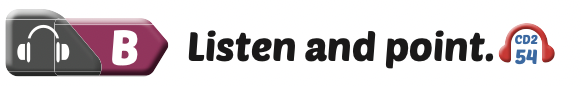 B Listen and point. CD2
54